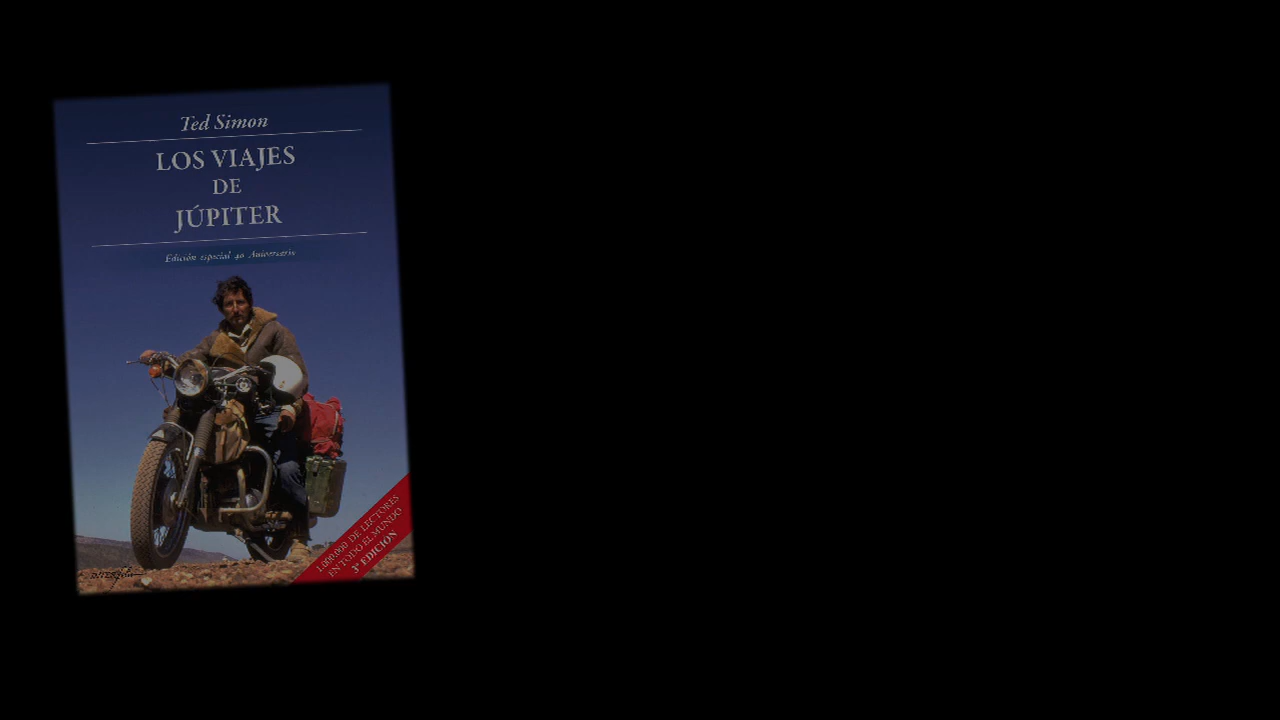 Ted Simon
LOS VIAJES
DE
JÚPITER
Edición especial 40 Aniversario
1.000.000 DE LECTORES
EN TODO EL MUNDO
3ª EDICIÓN